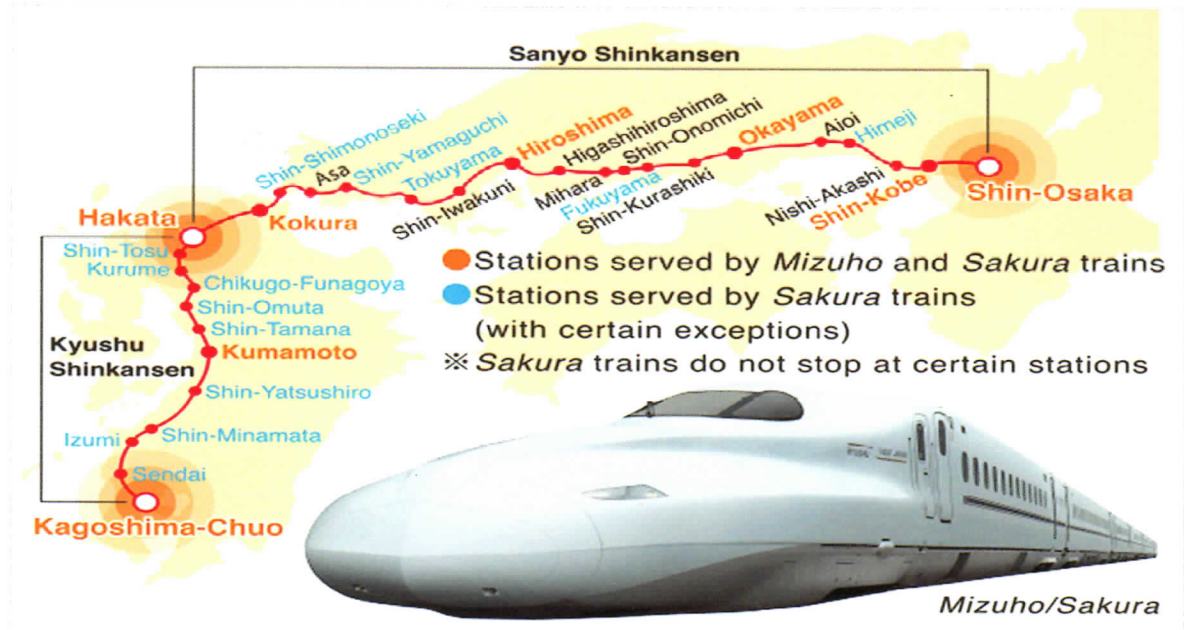 Sanyo Shinkansen
Hakata
Kokura
Shin-Shimonoseki
Asa
Shin-Yamaguchi
Tokuyama
Shin-Iwakuni
Hiroshima
Higashihiroshima
Mihara
Shin-Onomichi
Fukuyama
Shin-Kurashiki
Okayama
Aioi
Himeji
Nishi-Akashi
Shin-Kobe
Shin-Osaka
Shin-Tosu
Kurume
Chikugo-Funagoya
Shin-Omuta
Shin-Tamana
Kumamoto
Kyushu
Shinkansen
Shin-Yatsushiro
Shin-Minamata
Izumi
Sendai
Kagoshima-Chuo
Stations served by Mizuho and Sakura trains
Stations served by Sakura trains
(with certain exceptions)
※ Sakura trains do not stop at certain stations
Mizuho/Sakura